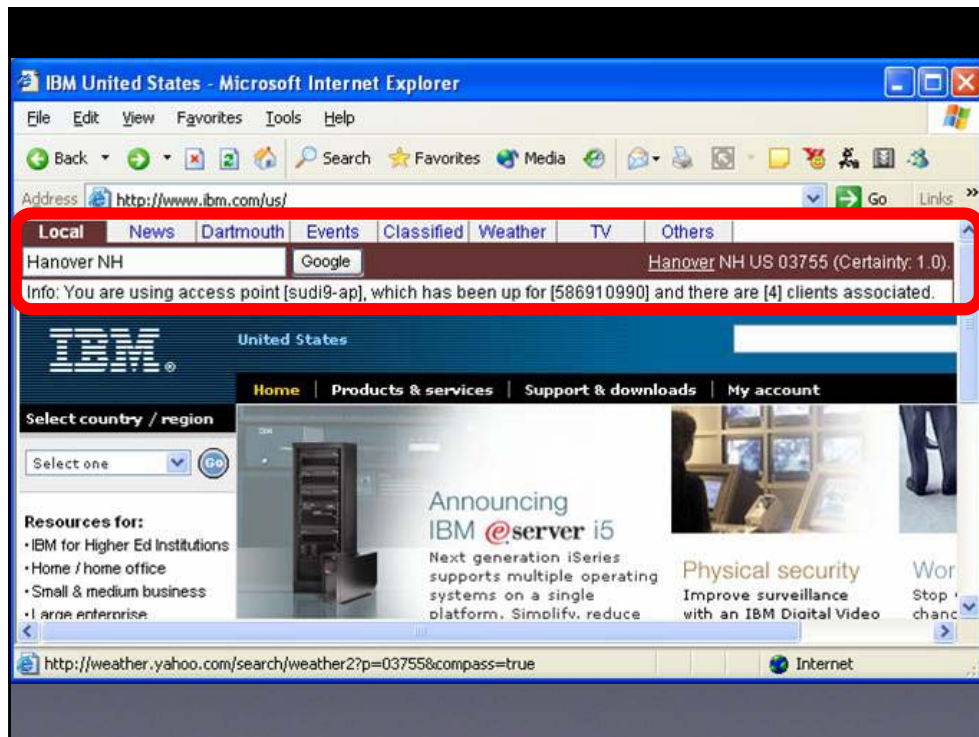 IBM United States - Microsoft Internet Explorer
File Edit View Favorites Tools Help
Back Search Favorites Media
Address http://www.ibm.com/us/ Go Links »
Local News Dartmouth Events Classified Weather TV Others
Hanover NH Google Hanover NH US 03755 (Certainty: 1.0).
Info: You are using access point [sudi9-ap], which has been up for [586910990] and there are [4] clients associated.
IBM® United States
Home | Products & services | Support & downloads | My account
Select country / region
Select one Go
Resources for:
·IBM for Higher Ed Institutions
·Home / home office
·Small & medium business
·Large enterprise
Announcing
IBM @server i5
Next generation iSeries
supports multiple operating
systems on a single
platform. Simplify, reduce
Physical security
Improve surveillance
with an IBM Digital Video
Wor
Stop
chanc
http://weather.yahoo.com/search/weather2?p=03755&compass=true Internet